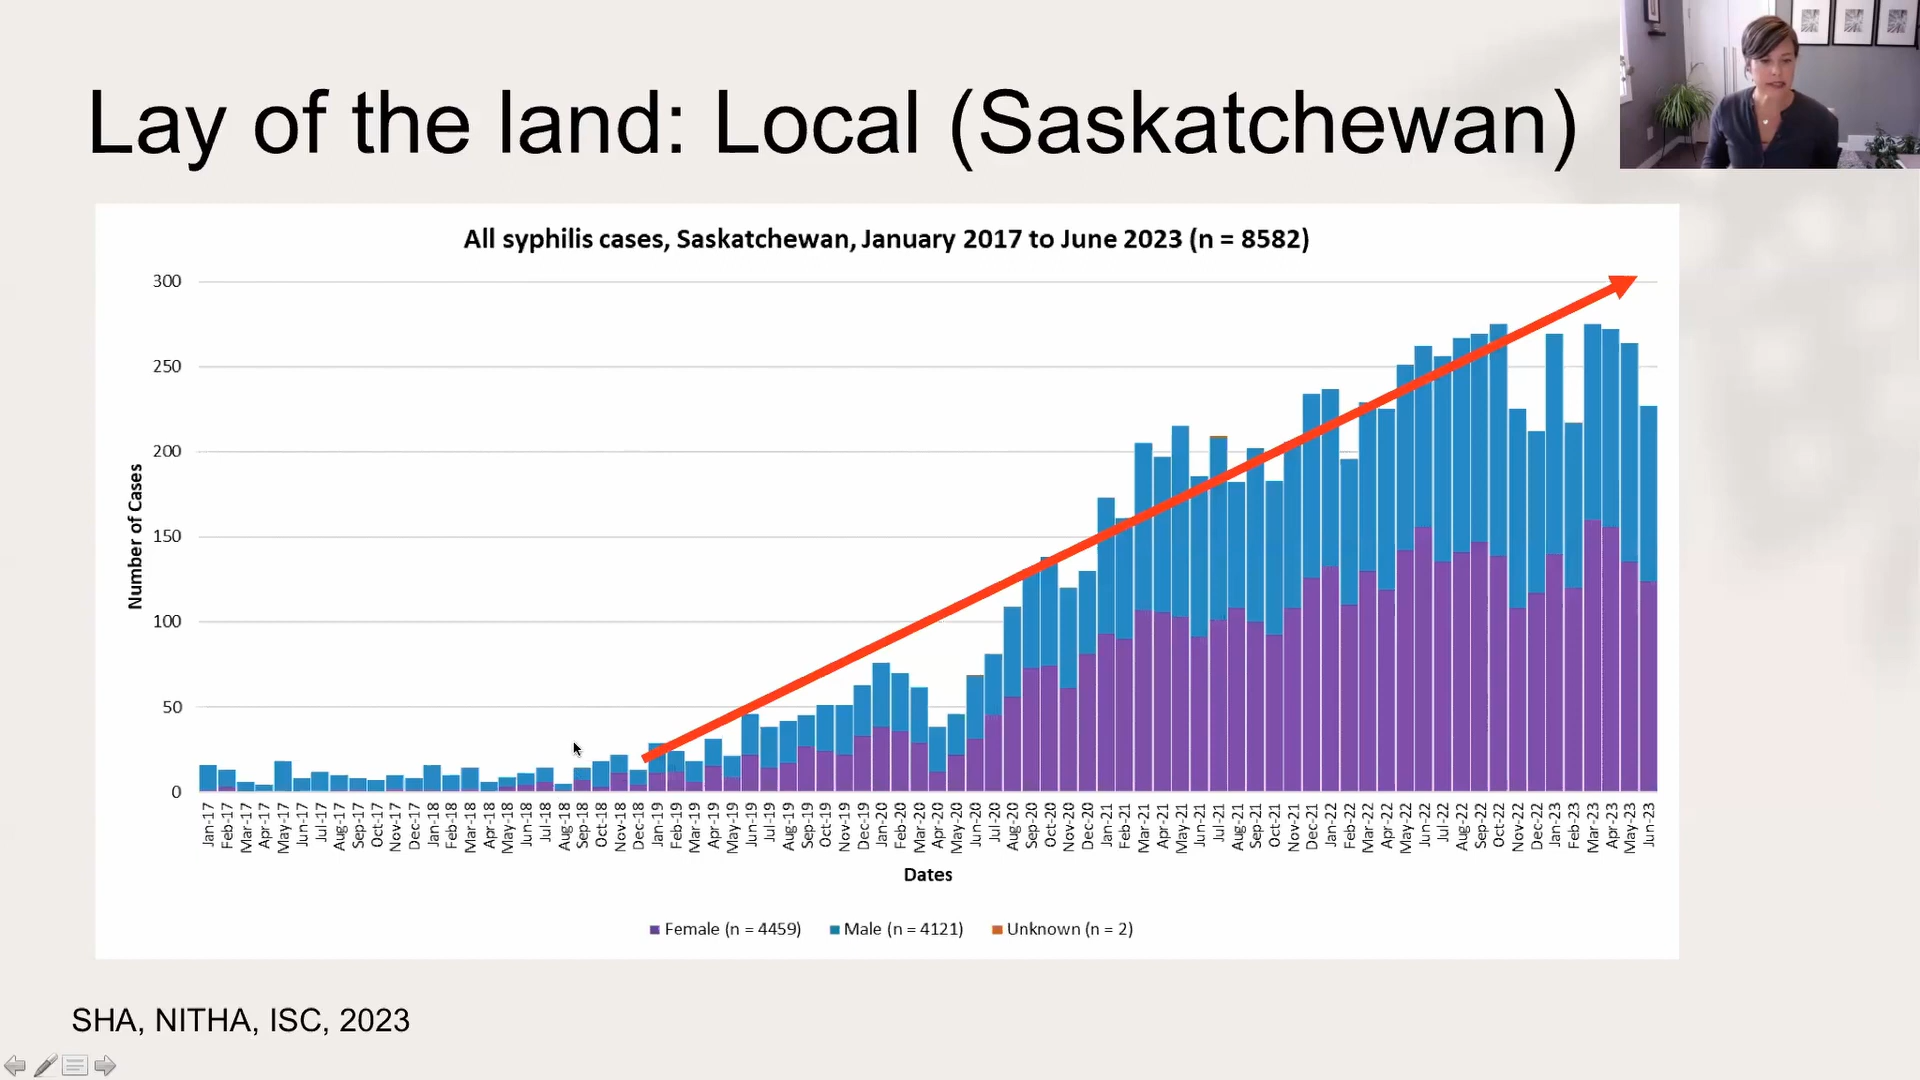 Lay of the land: Local (Saskatchewan)
All syphilis cases, Saskatchewan, January 2017 to June 2023 (n = 8582)
300
250
200
150
100
50
0
Number of Cases
Jan-17
Feb-17
Mar-17
Apr-17
May-17
Jun-17
Jul-17
Aug-17
Sep-17
Oct-17
Nov-17
Dec-17
Jan-18
Feb-18
Mar-18
Apr-18
May-18
Jun-18
Jul-18
Aug-18
Sep-18
Oct-18
Nov-18
Dec-18
Jan-19
Feb-19
Mar-19
Apr-19
May-19
Jun-19
Jul-19
Aug-19
Sep-19
Oct-19
Nov-19
Dec-19
Jan-20
Feb-20
Mar-20
Apr-20
May-20
Jun-20
Jul-20
Aug-20
Sep-20
Oct-20
Nov-20
Dec-20
Jan-21
Feb-21
Mar-21
Apr-21
May-21
Jun-21
Jul-21
Aug-21
Sep-21
Oct-21
Nov-21
Dec-21
Jan-22
Feb-22
Mar-22
Apr-22
May-22
Jun-22
Jul-22
Aug-22
Sep-22
Oct-22
Nov-22
Dec-22
Jan-23
Feb-23
Mar-23
Apr-23
May-23
Jun-23
Dates
Female (n = 4459) Male (n = 4121) Unknown (n = 2)
SHA, NITHA, ISC, 2023